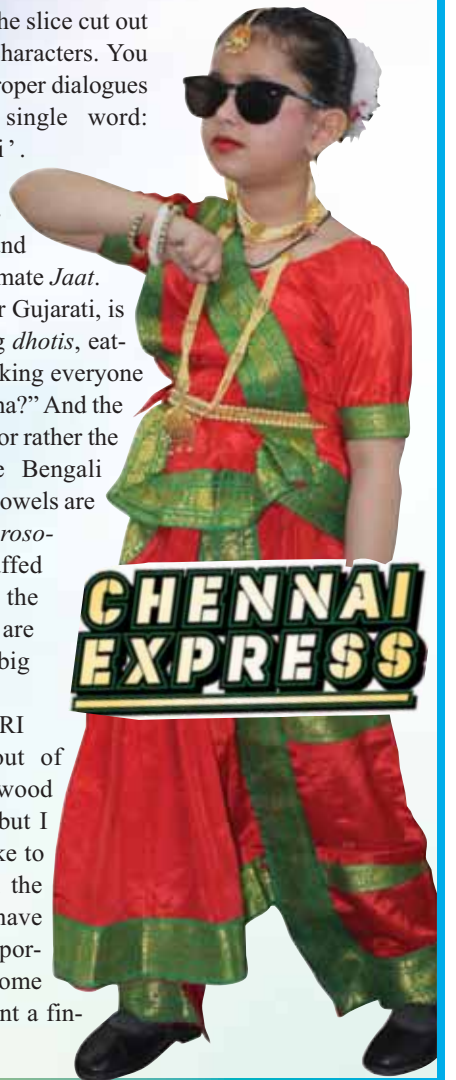 he slice cut out
haracters. You
roper dialogues
single word:
i’.
nd
mate Jaat.
r Gujarati, is
g dhotis, eat-
king everyone
na?” And the
or rather the
e Bengali
owels are
roso-
ffed
the
are
big
CHENNAI
EXPRESS
RI
out of
wood
but I
ke to
the
have
por-
ome
nt a fin-